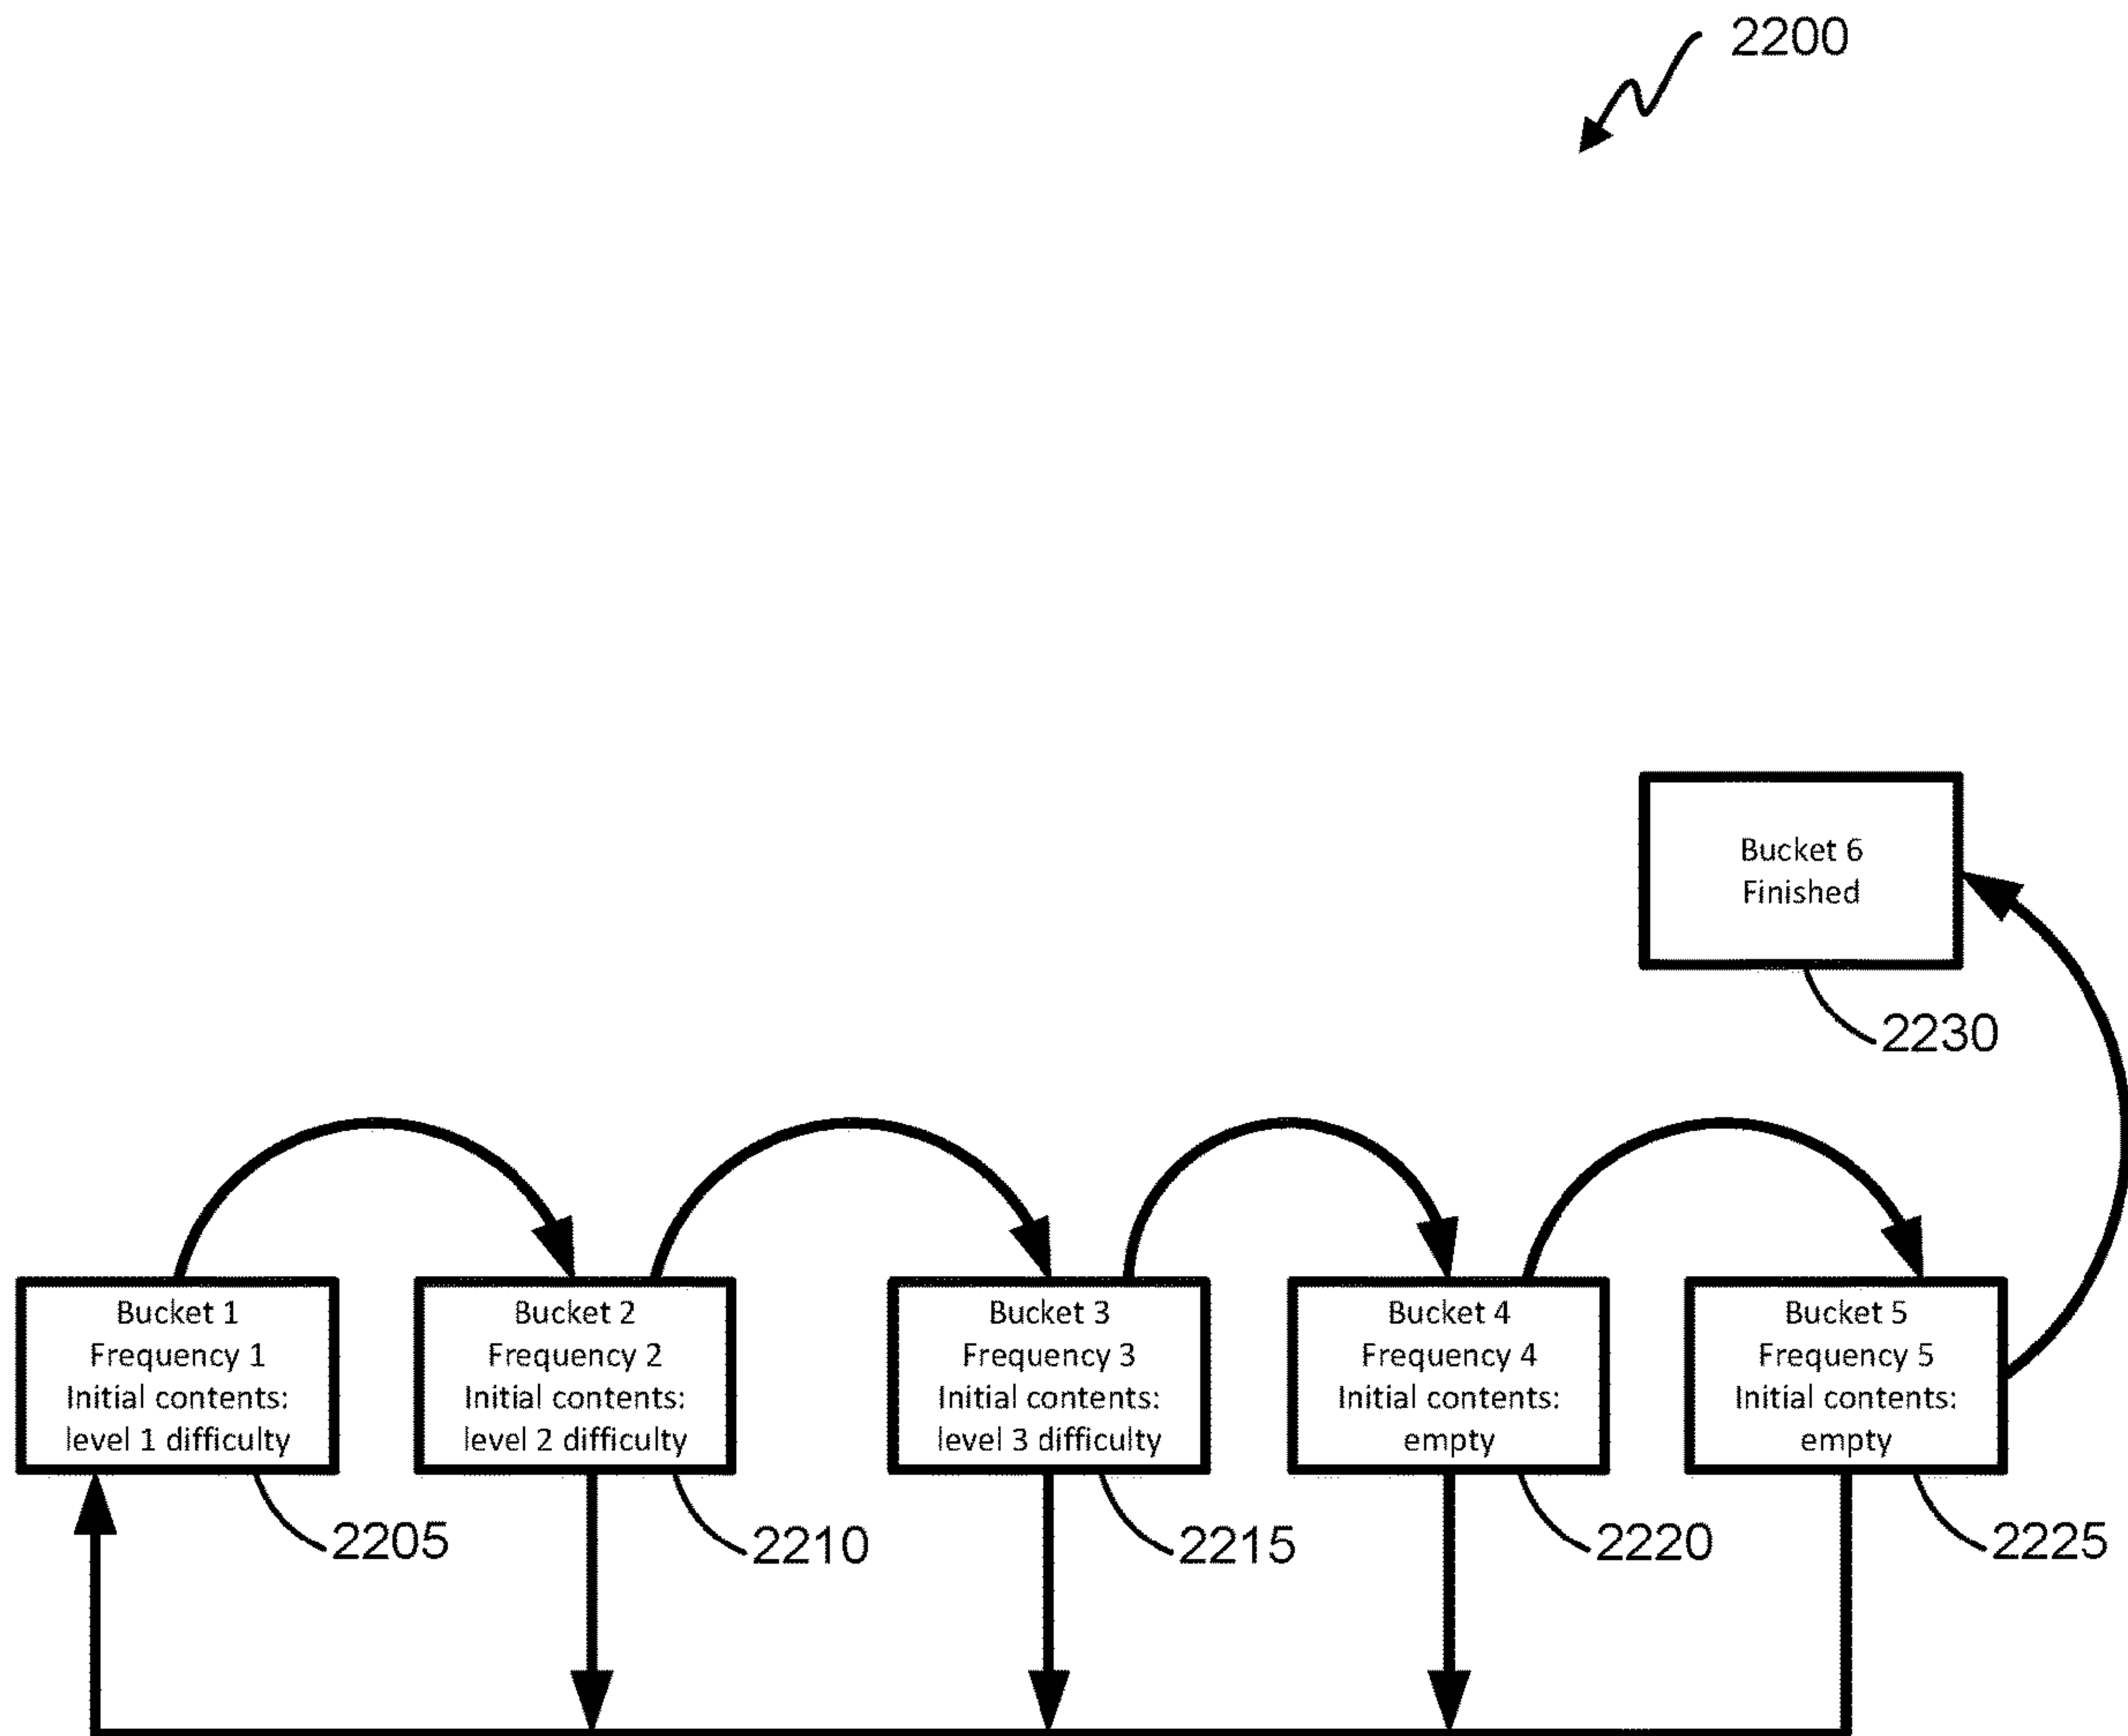 2200
Bucket 6
Finished
2230
Bucket 1
Frequency 1
Initial contents:
level 1 difficulty
2205
Bucket 2
Frequency 2
Initial contents:
level 2 difficulty
2210
Bucket 3
Frequency 3
Initial contents:
level 3 difficulty
2215
Bucket 4
Frequency 4
Initial contents:
empty
2220
Bucket 5
Frequency 5
Initial contents:
empty
2225